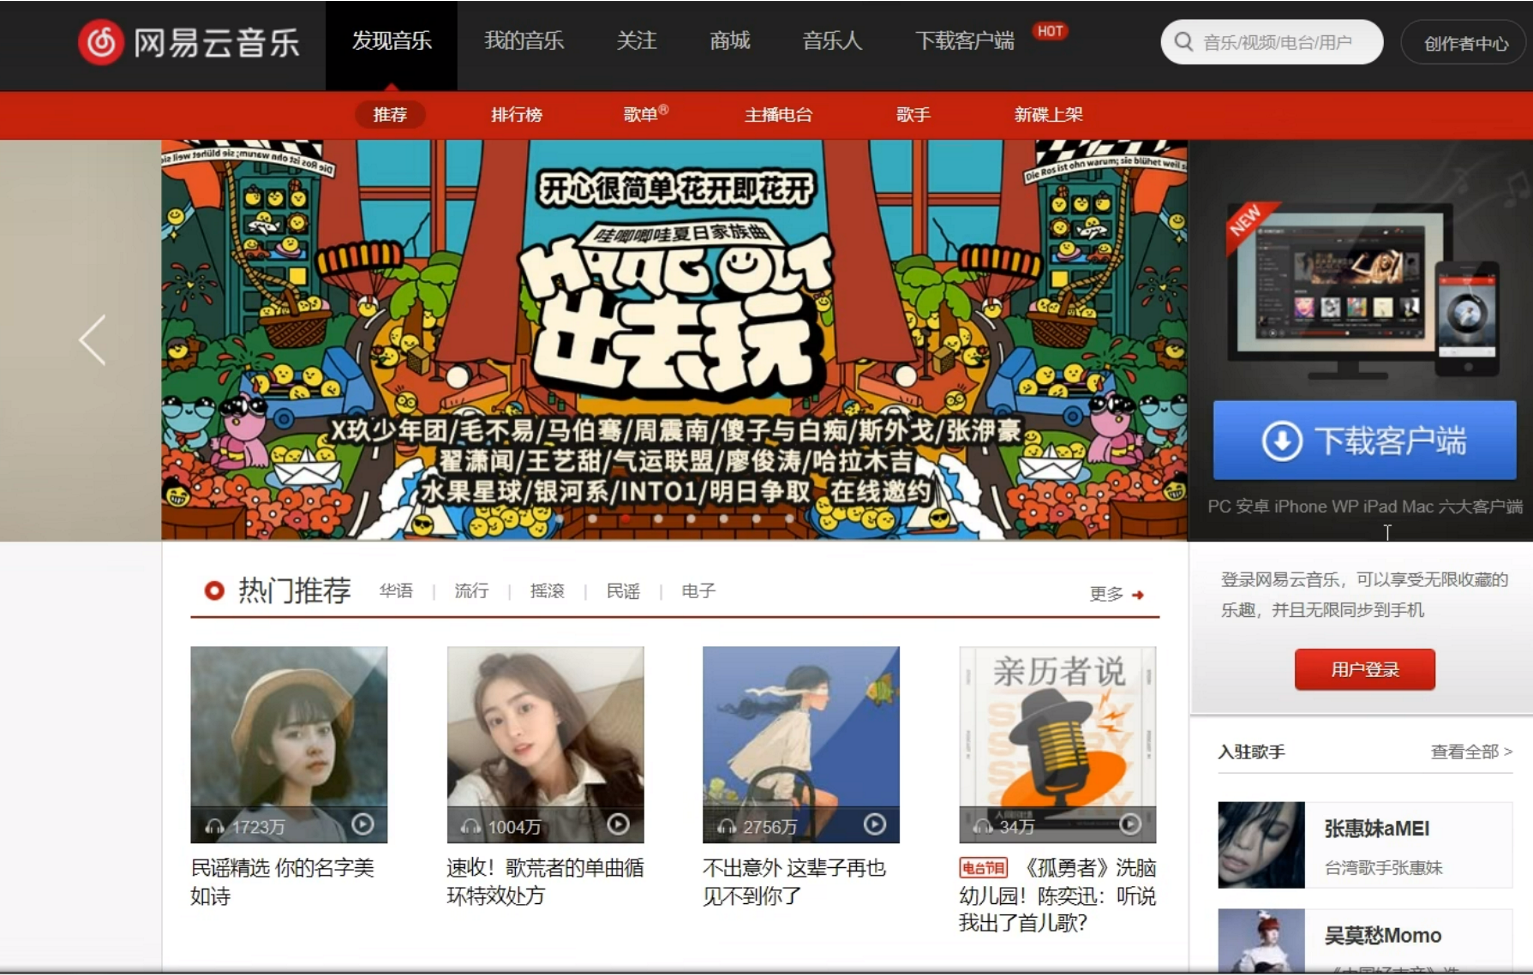 网易云音乐
发现音乐 我的音乐 关注 商城 音乐人 下载客户端 HOT
音乐/视频/电台/用户
创作者中心
推荐 排行榜 歌单® 主播电台 歌手 新碟上架
Die Ros ist ohn warum; sie blühet weil s
开心很简单 花开即花开
哇唧唧哇夏日家族曲
HANG OUT
出去玩
X玖少年团/毛不易/马伯骞/周震南/傻子与白痴/斯外戈/张洢豪
翟潇闻/王艺甜/气运联盟/廖俊涛/哈拉木吉
水果星球/银河系/INTO1/明日争取 在线邀约
NEW
下载客户端
PC 安卓 iPhone WP iPad Mac 六大客户端
登录网易云音乐，可以享受无限收藏的
乐趣，并且无限同步到手机
用户登录
热门推荐 华语 | 流行 | 摇滚 | 民谣 | 电子
更多
1723万
民谣精选 你的名字美
如诗
1004万
速收！歌荒者的单曲循
环特效处方
2756万
不出意外 这辈子再也
见不到你了
亲历者说
34万
电台节目 《孤勇者》洗脑
幼儿园！陈奕迅：听说
我出了首儿歌？
入驻歌手 查看全部 >
张惠妹aMEI
台湾歌手张惠妹
吴莫愁Momo